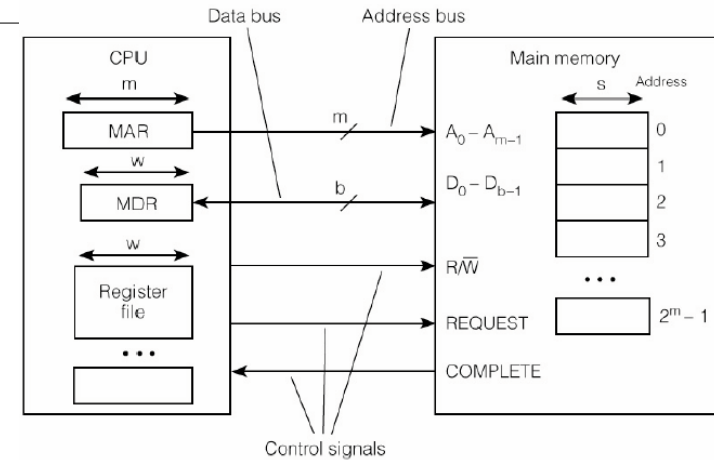 Data bus
Address bus
CPU
Main memory
m
s
Address
MAR
m
A₀ – Aₘ₋₁
0
w
1
MDR
b
D₀ – D_b₋₁
2
w
3
Register
file
R/W̅
• • •
• • •
REQUEST
2ᵐ – 1
COMPLETE
Control signals